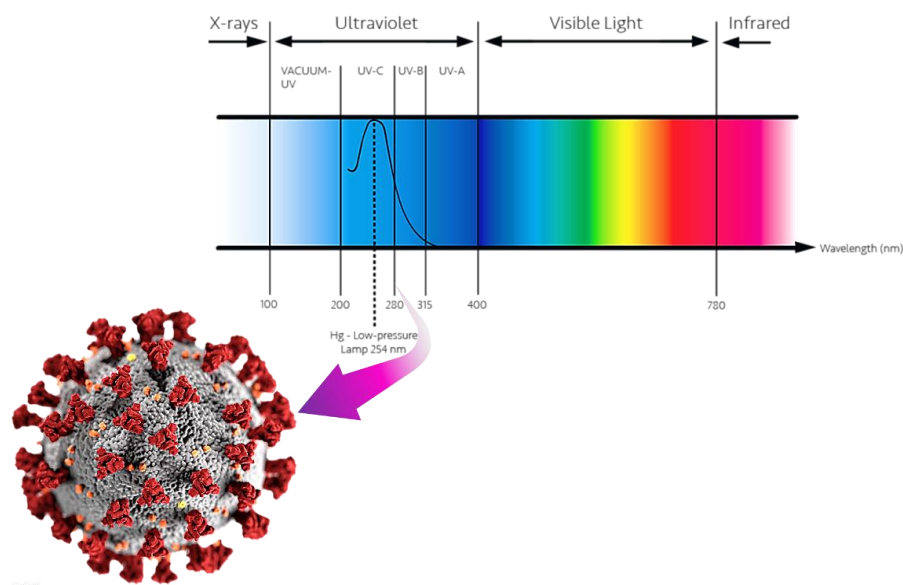 X-rays Ultraviolet Visible Light Infrared
VACUUM-
UV
UV-C UV-B UV-A
Wavelength (nm)
100 200 280 315 400 780
Hg - Low-pressure
Lamp 254 nm